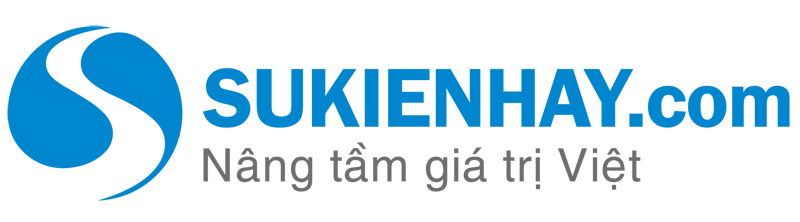 SUKIENHAY.com
Nâng tầm giá trị Việt